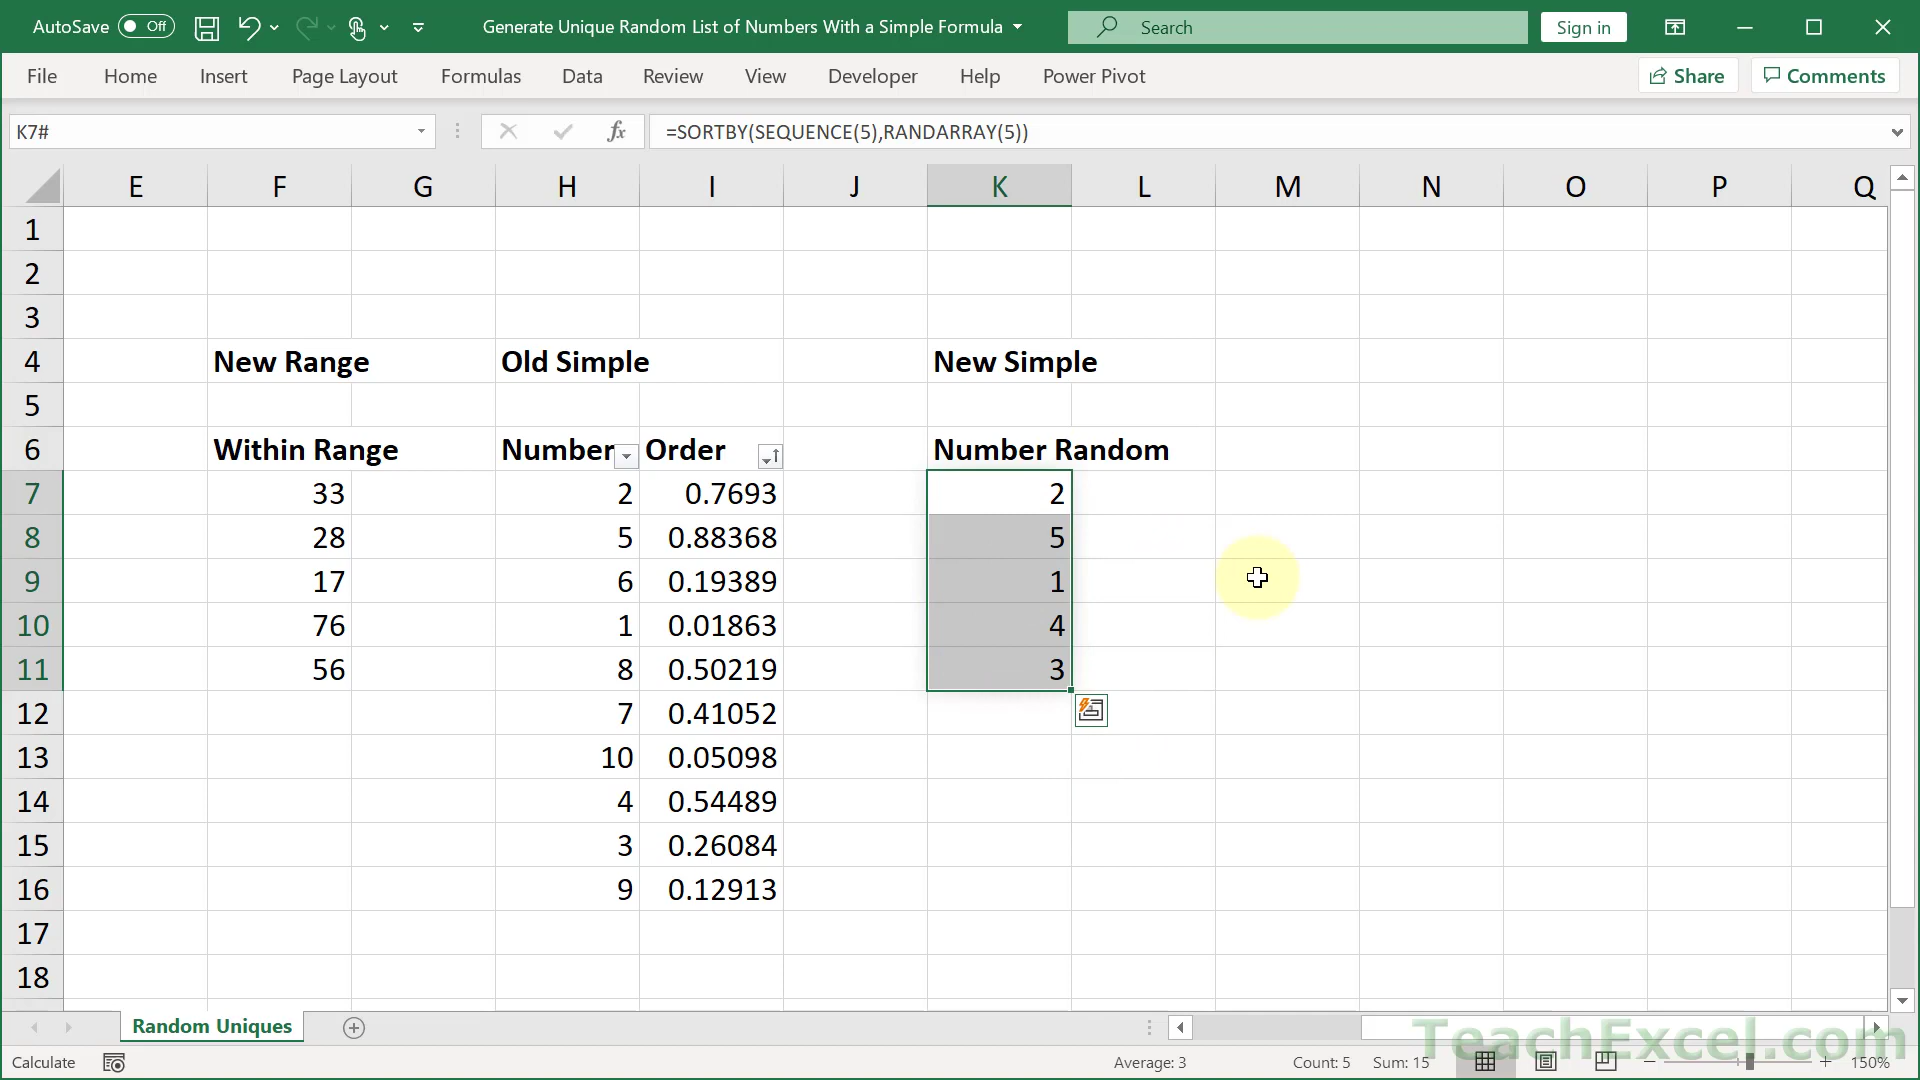 AutoSave Off Generate Unique Random List of Numbers With a Simple Formula Search Sign in
File Home Insert Page Layout Formulas Data Review View Developer Help Power Pivot Share Comments
K7# fx =SORTBY(SEQUENCE(5),RANDARRAY(5))
E F G H I J K L M N O P Q
1
2
3
4 New Range Old Simple New Simple
5
6 Within Range Number Order Number Random
7 33 2 0.7693 2
8 28 5 0.88368 5
9 17 6 0.19389 1
10 76 1 0.01863 4
11 56 8 0.50219 3
12 7 0.41052
13 10 0.05098
14 4 0.54489
15 3 0.26084
16 9 0.12913
17
18
Random Uniques
TeachExcel.com
Calculate Average: 3 Count: 5 Sum: 15 150%